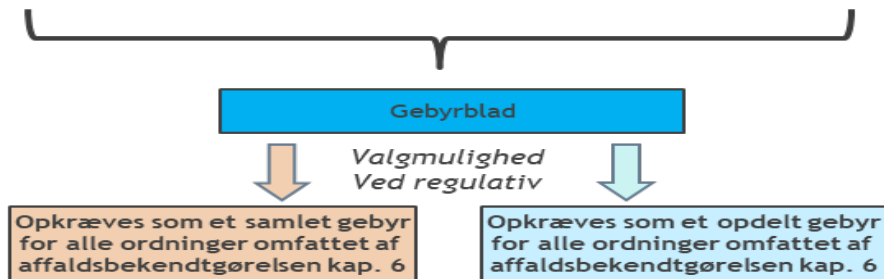 Gebyrblad
Valgmulighed
Ved regulativ
Opkræves som et samlet gebyr
for alle ordninger omfattet af
affaldsbekendtgørelsen kap. 6
Opkræves som et opdelt gebyr
for alle ordninger omfattet af
affaldsbekendtgørelsen kap. 6